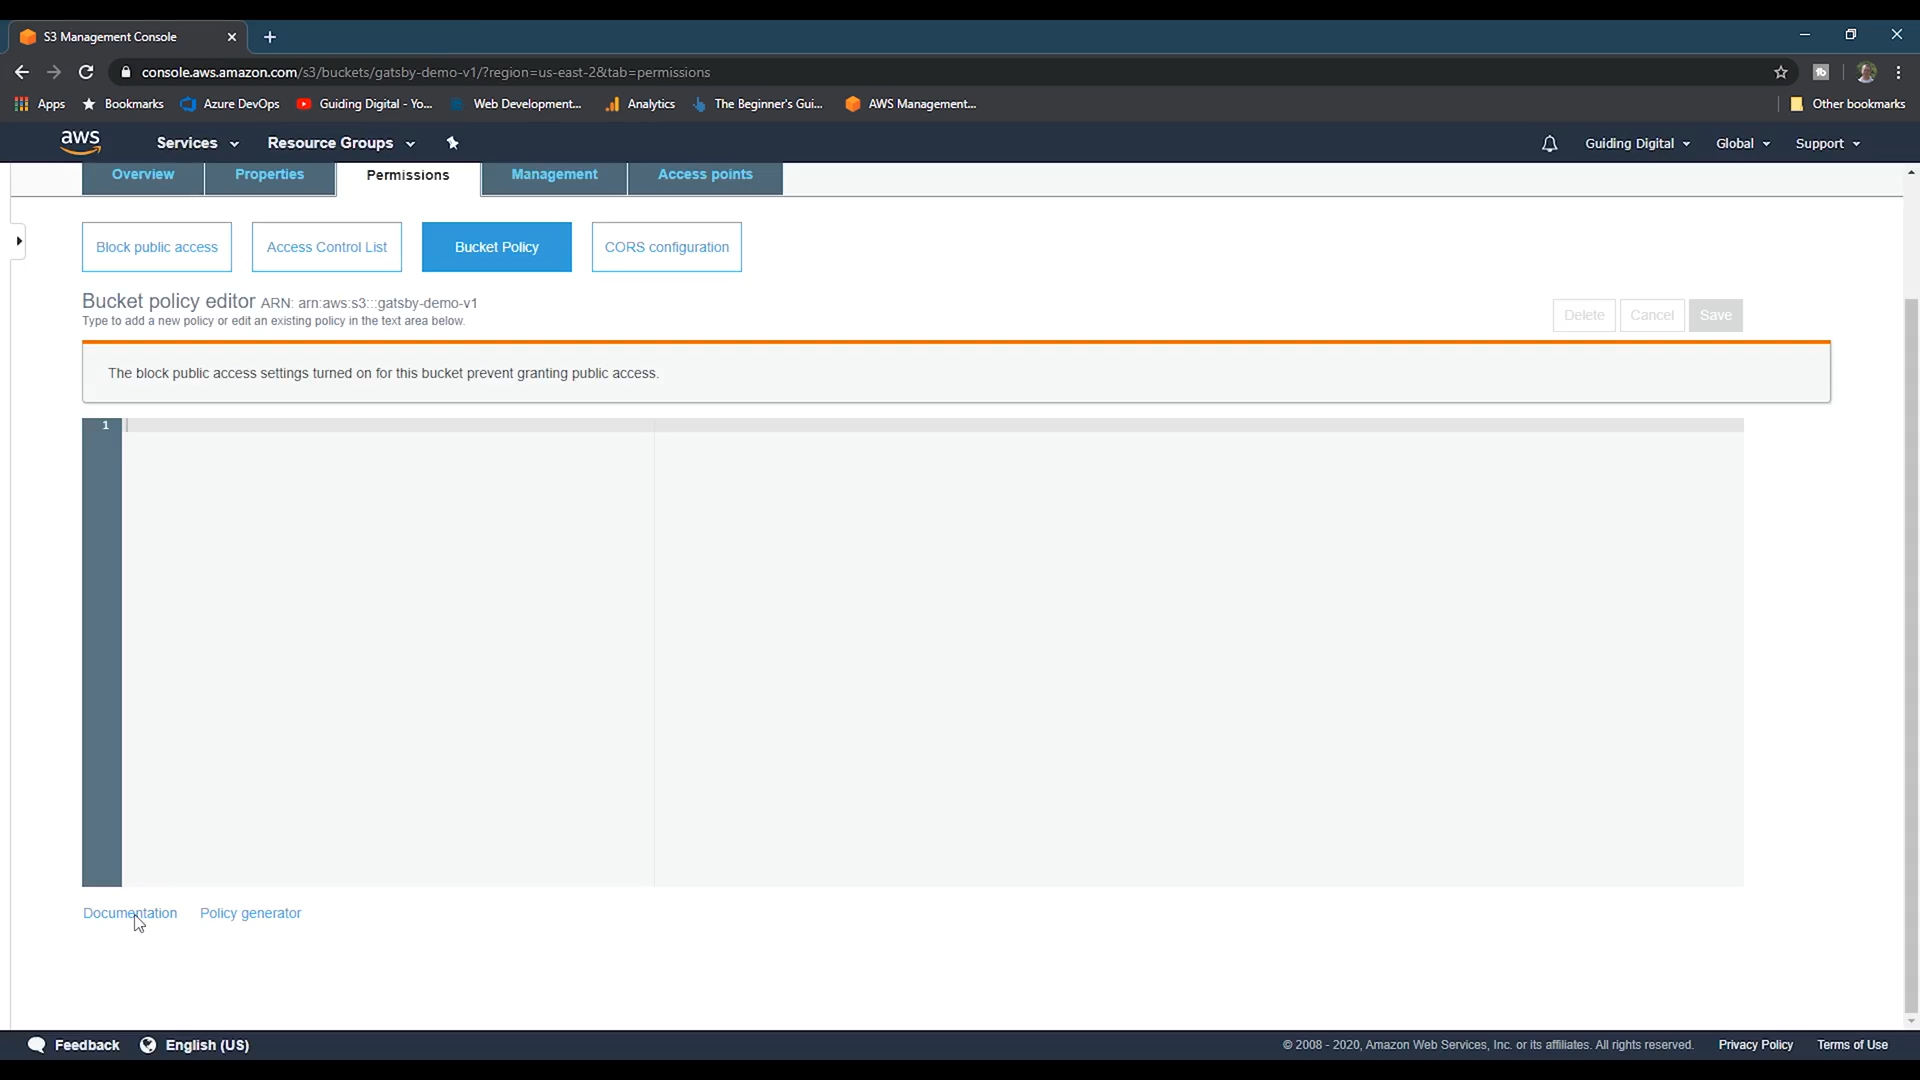 S3 Management Console
console.aws.amazon.com/s3/buckets/gatsby-demo-v1/?region=us-east-2&tab=permissions
Apps Bookmarks Azure DevOps Guiding Digital - Yo... Web Development... Analytics The Beginner's Gui... AWS Management... Other bookmarks
aws Services Resource Groups Guiding Digital Global Support
Overview Properties Permissions Management Access points
Block public access Access Control List Bucket Policy CORS configuration
Bucket policy editor ARN: arn:aws:s3:::gatsby-demo-v1
Type to add a new policy or edit an existing policy in the text area below.
Delete Cancel Save
The block public access settings turned on for this bucket prevent granting public access.
1
Documentation Policy generator
Feedback English (US) © 2008 - 2020, Amazon Web Services, Inc. or its affiliates. All rights reserved. Privacy Policy Terms of Use